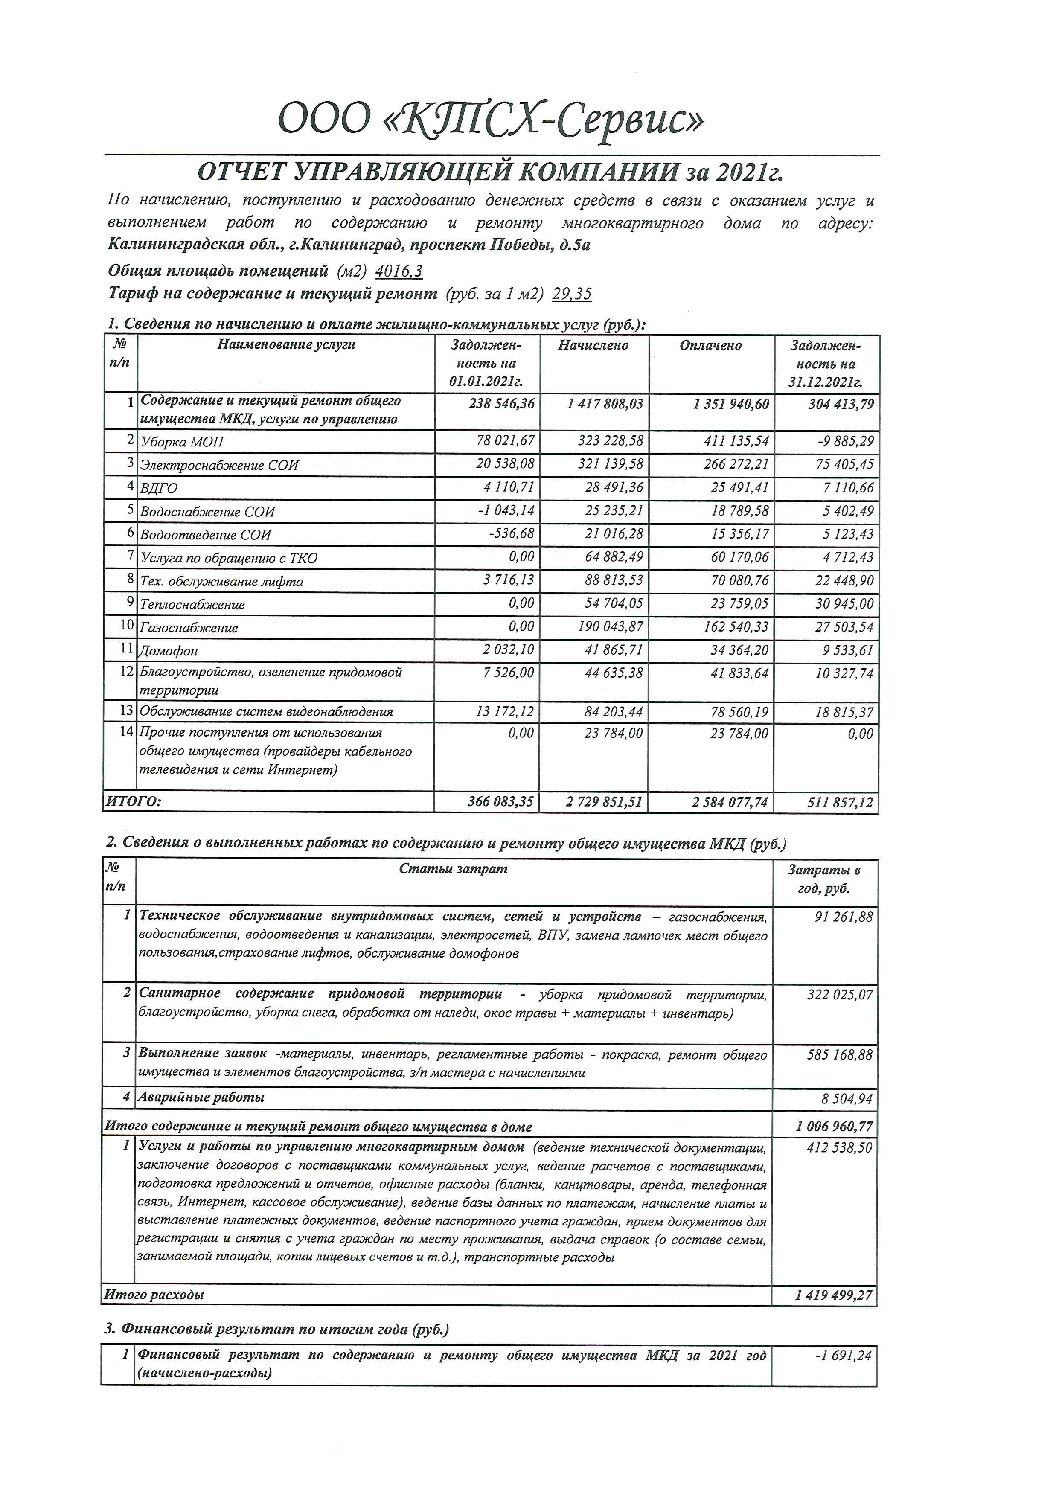 ООО «КТСХ-Сервис»
ОТЧЕТ УПРАВЛЯЮЩЕЙ КОМПАНИИ за 2021г.
По начислению, поступлению и расходованию денежных средств в связи с оказанием услуг и
выполнением работ по содержанию и ремонту многоквартирного дома по адресу:
Калининградская обл., г.Калининград, проспект Победы, д.5а
Общая площадь помещений (м2) 4016,3
Тариф на содержание и текущий ремонт (руб. за 1 м2) 29,35
1. Сведения по начислению и оплате жилищно-коммунальных услуг (руб.):
№ п/п Наименование услуги Задолжен-ность на 01.01.2021г. Начислено Оплачено Задолжен-ность на 31.12.2021г.
1 Содержание и текущий ремонт общего имущества МКД, услуги по управлению 238 546,36 1 417 808,03 1 351 940,60 304 413,79
2 Уборка МОП 78 021,67 323 228,58 411 135,54 -9 885,29
3 Электроснабжение СОИ 20 538,08 321 139,58 266 272,21 75 405,45
4 ВДГО 4 110,71 28 491,36 25 491,41 7 110,66
5 Водоснабжение СОИ -1 043,14 25 235,21 18 789,58 5 402,49
6 Водоотведение СОИ -536,68 21 016,28 15 356,17 5 123,43
7 Услуга по обращению с ТКО 0,00 64 882,49 60 170,06 4 712,43
8 Тех. обслуживание лифта 3 716,13 88 813,53 70 080,76 22 448,90
9 Теплоснабжение 0,00 54 704,05 23 759,05 30 945,00
10 Газоснабжение 0,00 190 043,87 162 540,33 27 503,54
11 Домофон 2 032,10 41 865,71 34 364,20 9 533,61
12 Благоустройство, озеленение придомовой территории 7 526,00 44 635,38 41 833,64 10 327,74
13 Обслуживание систем видеонаблюдения 13 172,12 84 203,44 78 560,19 18 815,37
14 Прочие поступления от использования общего имущества (провайдеры кабельного телевидения и сети Интернет) 0,00 23 784,00 23 784,00 0,00
ИТОГО: 366 083,35 2 729 851,51 2 584 077,74 511 857,12
2. Сведения о выполненных работах по содержанию и ремонту общего имущества МКД (руб.)
№ п/п Статьи затрат Затраты в год, руб.
1 Техническое обслуживание внутридомовых систем, сетей и устройств – газоснабжения, 91 261,88
водоснабжения, водоотведения и канализации, электросетей, ВПУ, замена лампочек мест общего
пользования,страхование лифтов, обслуживание домофонов
2 Санитарное содержание придомовой территории - уборка придомовой территории, 322 025,07
благоустройство, уборка снега, обработка от наледи, окос травы + материалы + инвентарь)
3 Выполнение заявок -материалы, инвентарь, регламентные работы - покраска, ремонт общего 585 168,88
имущества и элементов благоустройства, з/п мастера с начислениями
4 Аварийные работы 8 504,94
Итого содержание и текущий ремонт общего имущества в доме 1 006 960,77
1 Услуги и работы по управлению многоквартирным домом (ведение технической документации, 412 538,50
заключение договоров с поставщиками коммунальных услуг, ведение расчетов с поставщиками,
подготовка предложений и отчетов, офисные расходы (бланки, канцтовары, аренда, телефонная
связь, Интернет, кассовое обслуживание), ведение базы данных по платежам, начисление платы и
выставление платежных документов, ведение паспортного учета граждан, прием документов для
регистрации и снятия с учета граждан по месту проживания, выдача справок (о составе семьи,
занимаемой площади, копии лицевых счетов и т.д.), транспортные расходы
Итого расходы 1 419 499,27
3. Финансовый результат по итогам года (руб.)
1 Финансовый результат по содержанию и ремонту общего имущества МКД за 2021 год -1 691,24
(начислено-расходы)